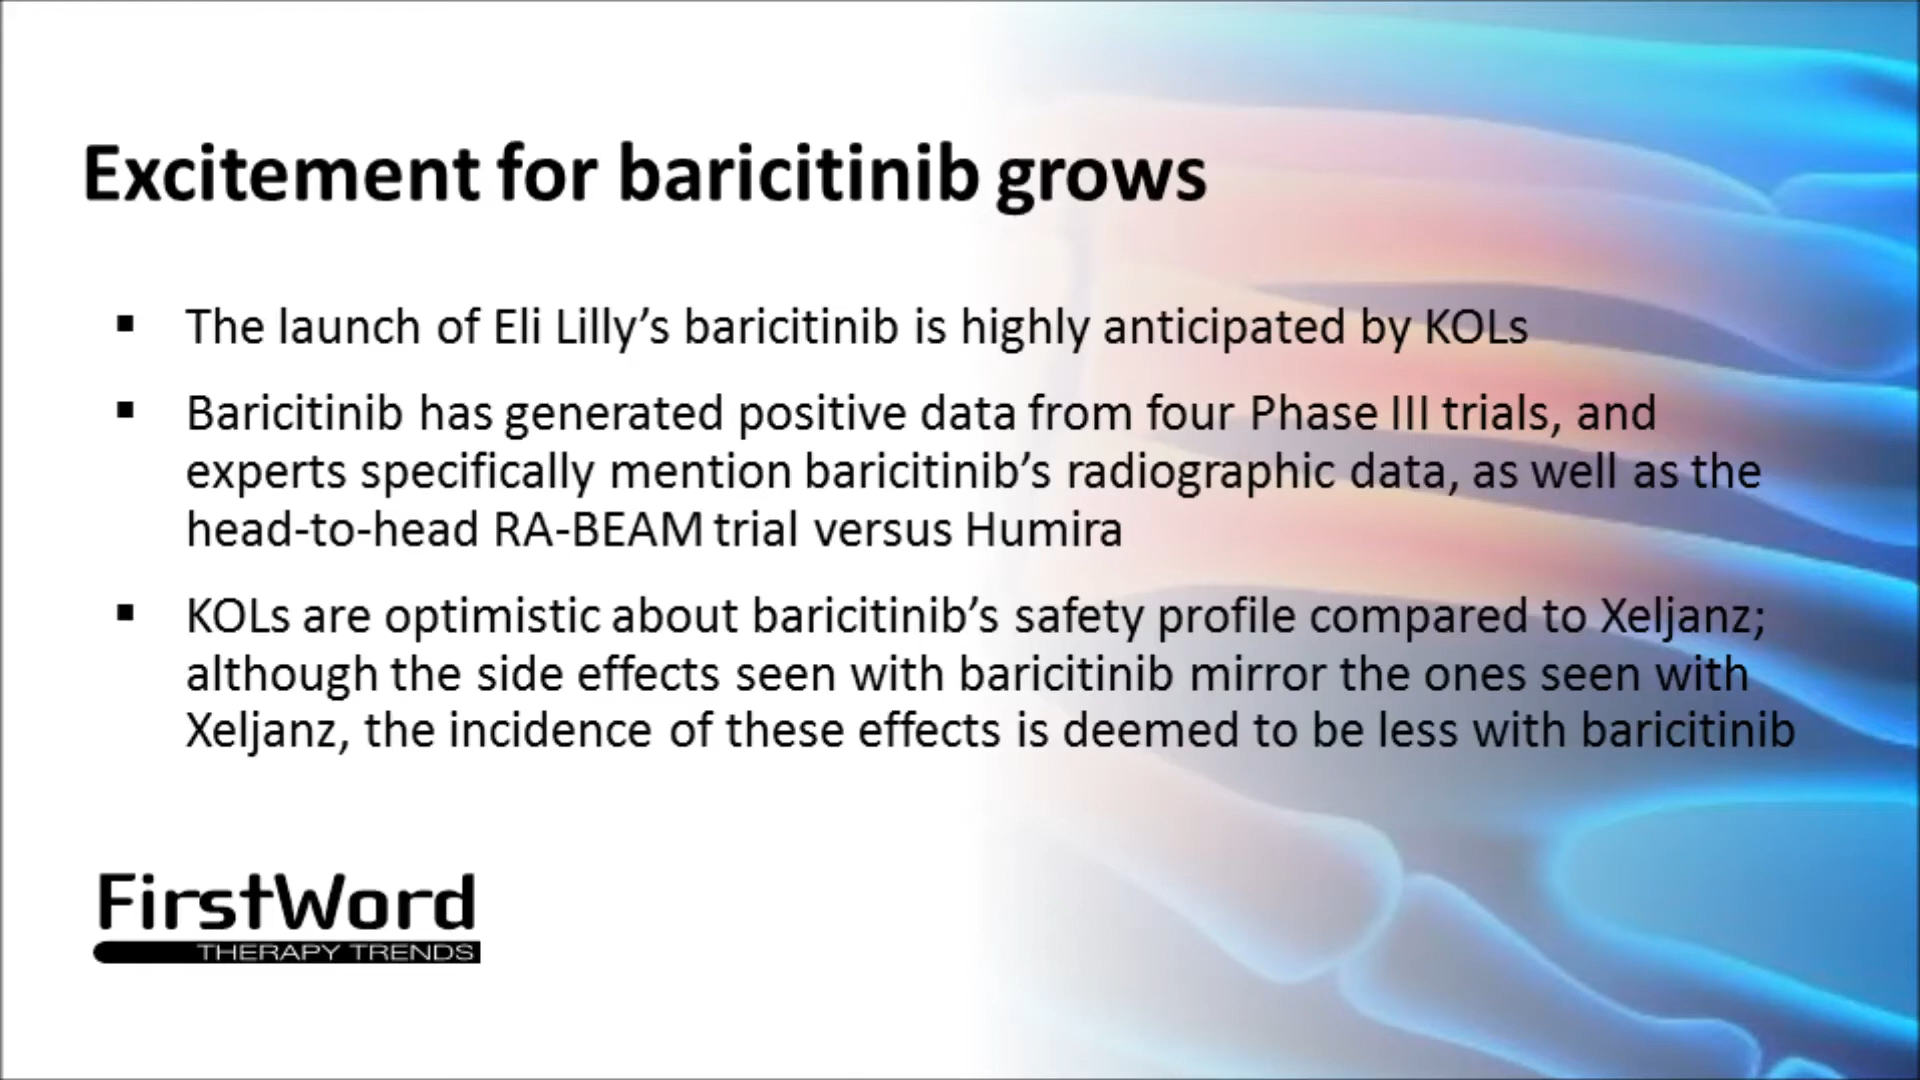 Excitement for baricitinib grows
▪ The launch of Eli Lilly’s baricitinib is highly anticipated by KOLs
▪ Baricitinib has generated positive data from four Phase III trials, and
experts specifically mention baricitinib’s radiographic data, as well as the
head-to-head RA-BEAM trial versus Humira
▪ KOLs are optimistic about baricitinib’s safety profile compared to Xeljanz;
although the side effects seen with baricitinib mirror the ones seen with
Xeljanz, the incidence of these effects is deemed to be less with baricitinib
FirstWord
THERAPY TRENDS